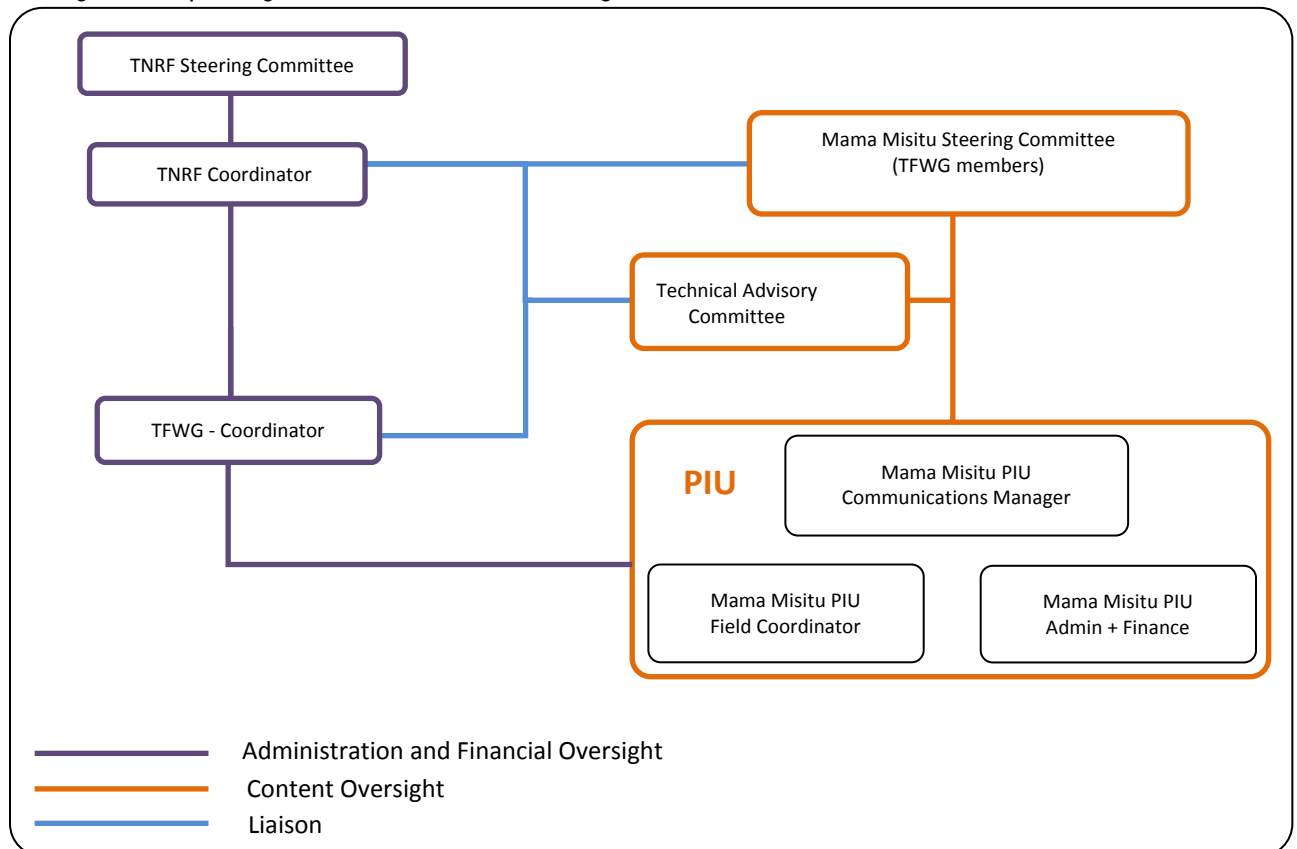 TNRF Steering Committee
TNRF Coordinator
Mama Misitu Steering Committee
(TFWG members)
Technical Advisory
Committee
TFWG - Coordinator
PIU
Mama Misitu PIU
Communications Manager
Mama Misitu PIU
Field Coordinator
Mama Misitu PIU
Admin + Finance
Administration and Financial Oversight
Content Oversight
Liaison